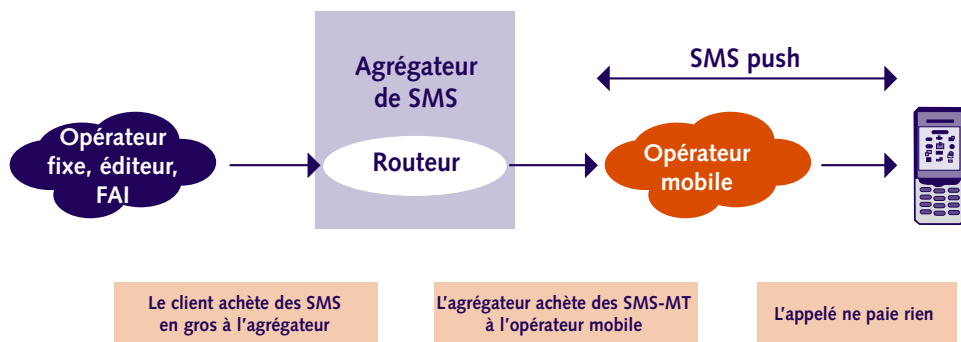 Agrégateur
de SMS
SMS push
Opérateur
fixe, éditeur,
FAI
Routeur
Opérateur
mobile
Le client achète des SMS
en gros à l'agrégateur
L'agrégateur achète des SMS-MT
à l'opérateur mobile
L'appelé ne paie rien